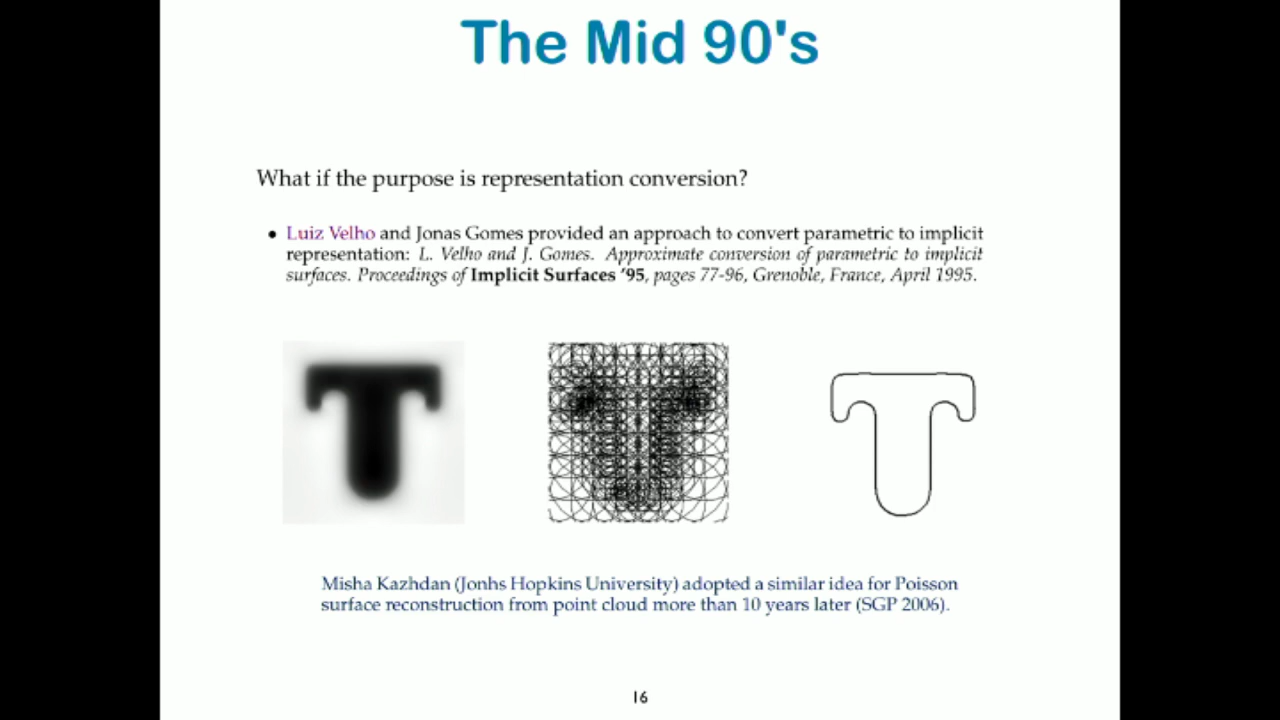 The Mid 90's
What if the purpose is representation conversion?
• Luiz Velho and Jonas Gomes provided an approach to convert parametric to implicit
representation: L. Velho and J. Gomes. Approximate conversion of parametric to implicit
surfaces. Proceedings of Implicit Surfaces '95, pages 77-96, Grenoble, France, April 1995.
Misha Kazhdan (Jonhs Hopkins University) adopted a similar idea for Poisson
surface reconstruction from point cloud more than 10 years later (SGP 2006).
16